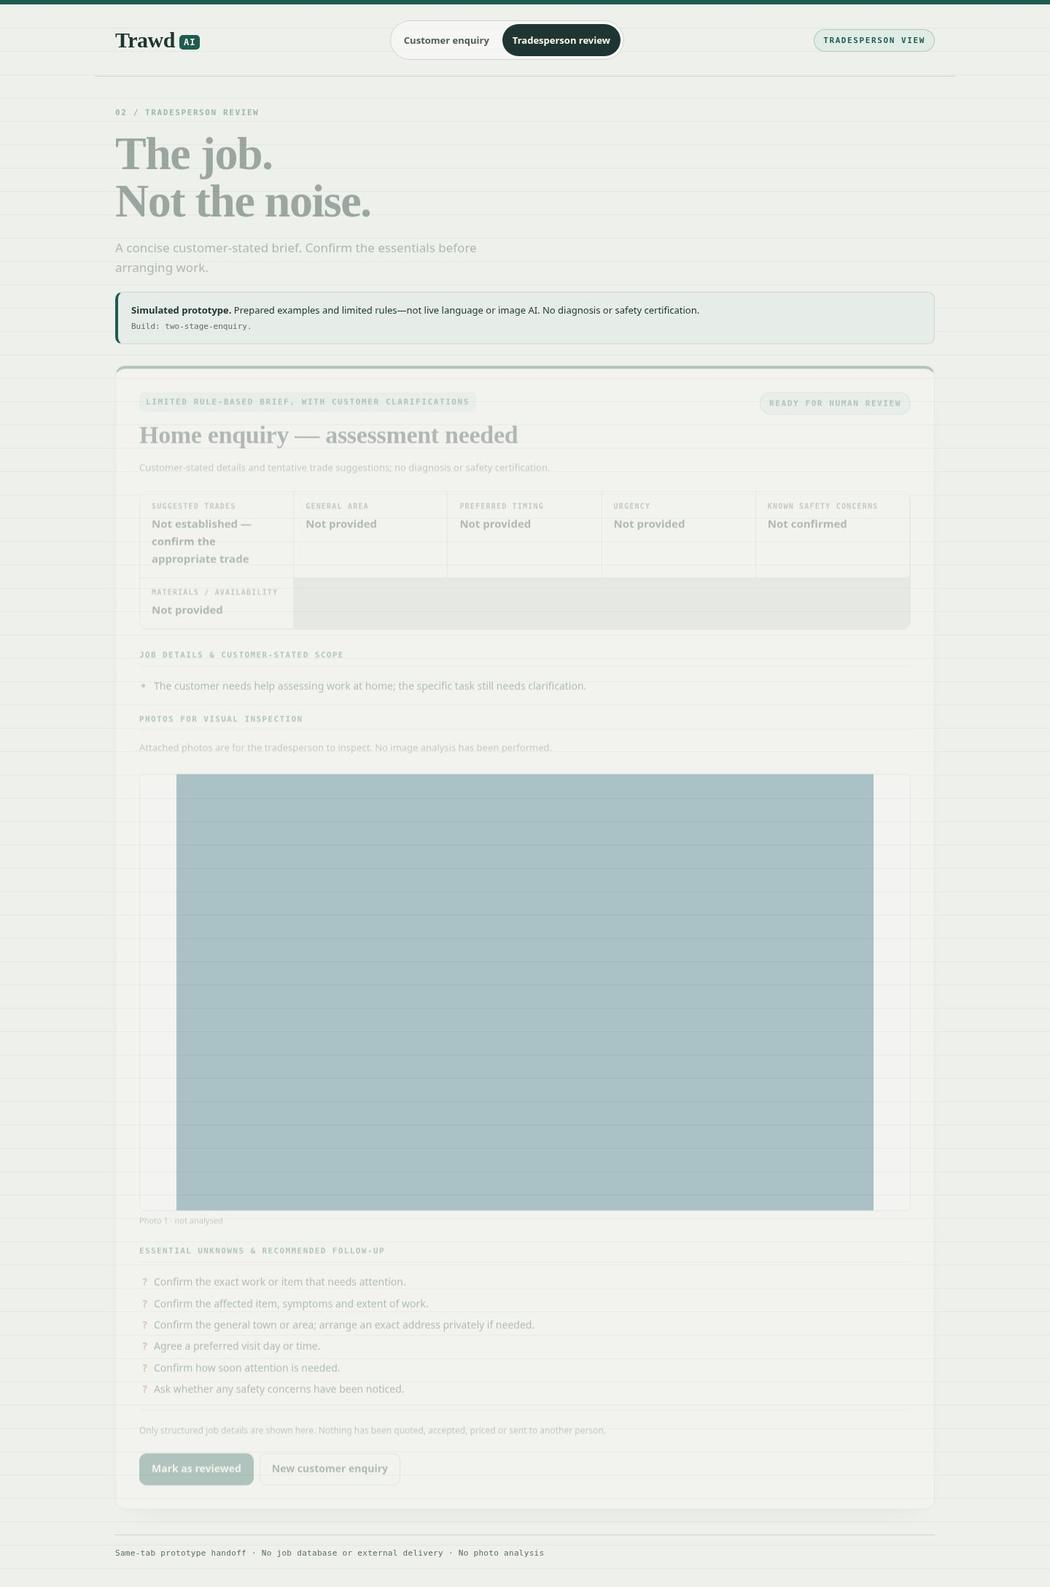 Trawd AI
Customer enquiry
Tradesperson review
TRADESPERSON VIEW
02 / TRADESPERSON REVIEW
The job.
Not the noise.
A concise customer-stated brief. Confirm the essentials before
arranging work.
Simulated prototype. Prepared examples and limited rules—not live language or image AI. No diagnosis or safety certification.
Build: two-stage-enquiry.
LIMITED RULE-BASED BRIEF, WITH CUSTOMER CLARIFICATIONS
READY FOR HUMAN REVIEW
Home enquiry — assessment needed
Customer-stated details and tentative trade suggestions; no diagnosis or safety certification.
SUGGESTED TRADES
Not established —
confirm the
appropriate trade
GENERAL AREA
Not provided
PREFERRED TIMING
Not provided
URGENCY
Not provided
KNOWN SAFETY CONCERNS
Not confirmed
MATERIALS / AVAILABILITY
Not provided
JOB DETAILS & CUSTOMER-STATED SCOPE
The customer needs help assessing work at home; the specific task still needs clarification.
PHOTOS FOR VISUAL INSPECTION
Attached photos are for the tradesperson to inspect. No image analysis has been performed.
Photo 1 · not analysed
ESSENTIAL UNKNOWNS & RECOMMENDED FOLLOW-UP
? Confirm the exact work or item that needs attention.
? Confirm the affected item, symptoms and extent of work.
? Confirm the general town or area; arrange an exact address privately if needed.
? Agree a preferred visit day or time.
? Confirm how soon attention is needed.
? Ask whether any safety concerns have been noticed.
Only structured job details are shown here. Nothing has been quoted, accepted, priced or sent to another person.
Mark as reviewed
New customer enquiry
Same-tab prototype handoff · No job database or external delivery · No photo analysis